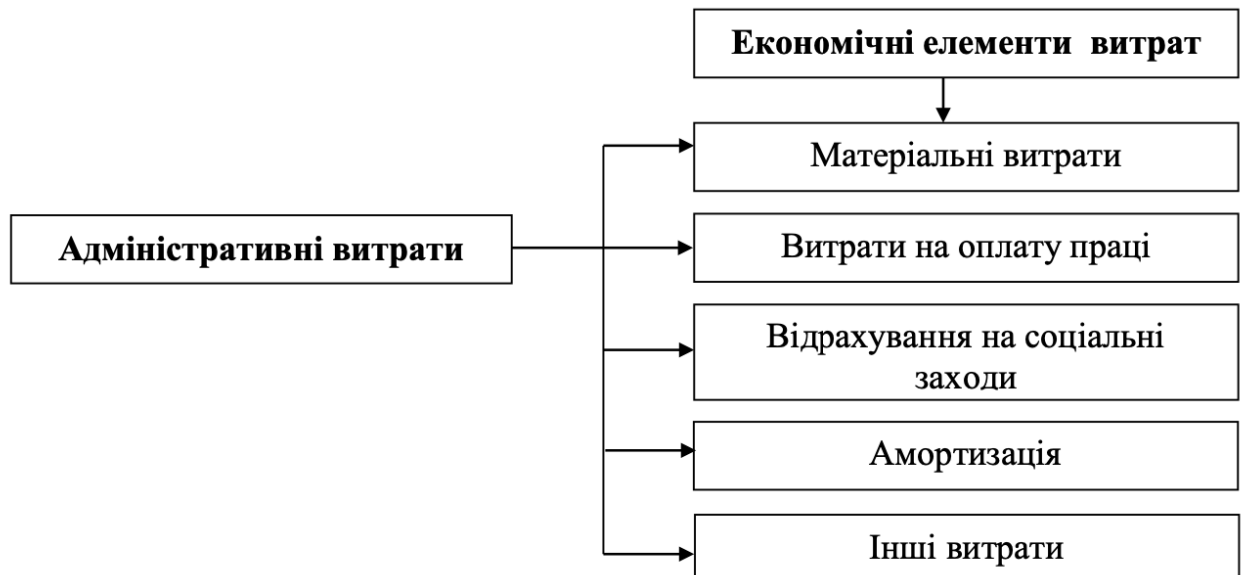 Економічні елементи витрат
Матеріальні витрати
Адміністративні витрати
Витрати на оплату праці
Відрахування на соціальні
заходи
Амортизація
Інші витрати